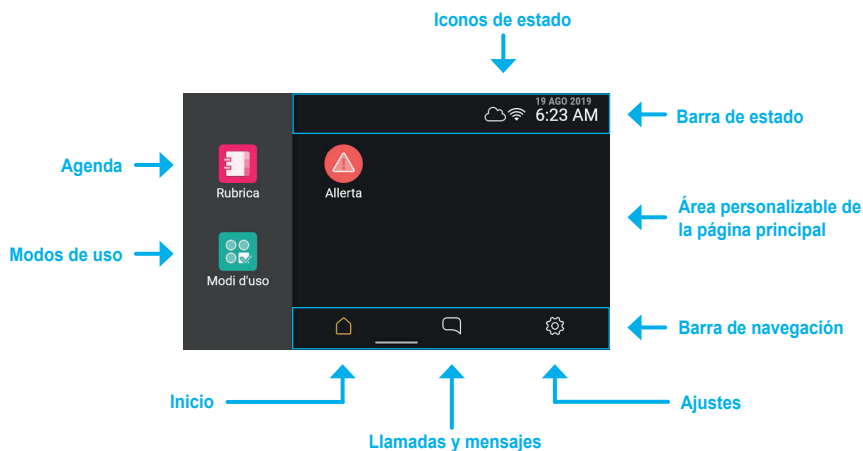 Iconos de estado
19 AGO 2019
6:23 AM
Barra de estado
Agenda
Rubrica
Allerta
Área personalizable de
la página principal
Modos de uso
Modi d'uso
Barra de navegación
Inicio
Ajustes
Llamadas y mensajes